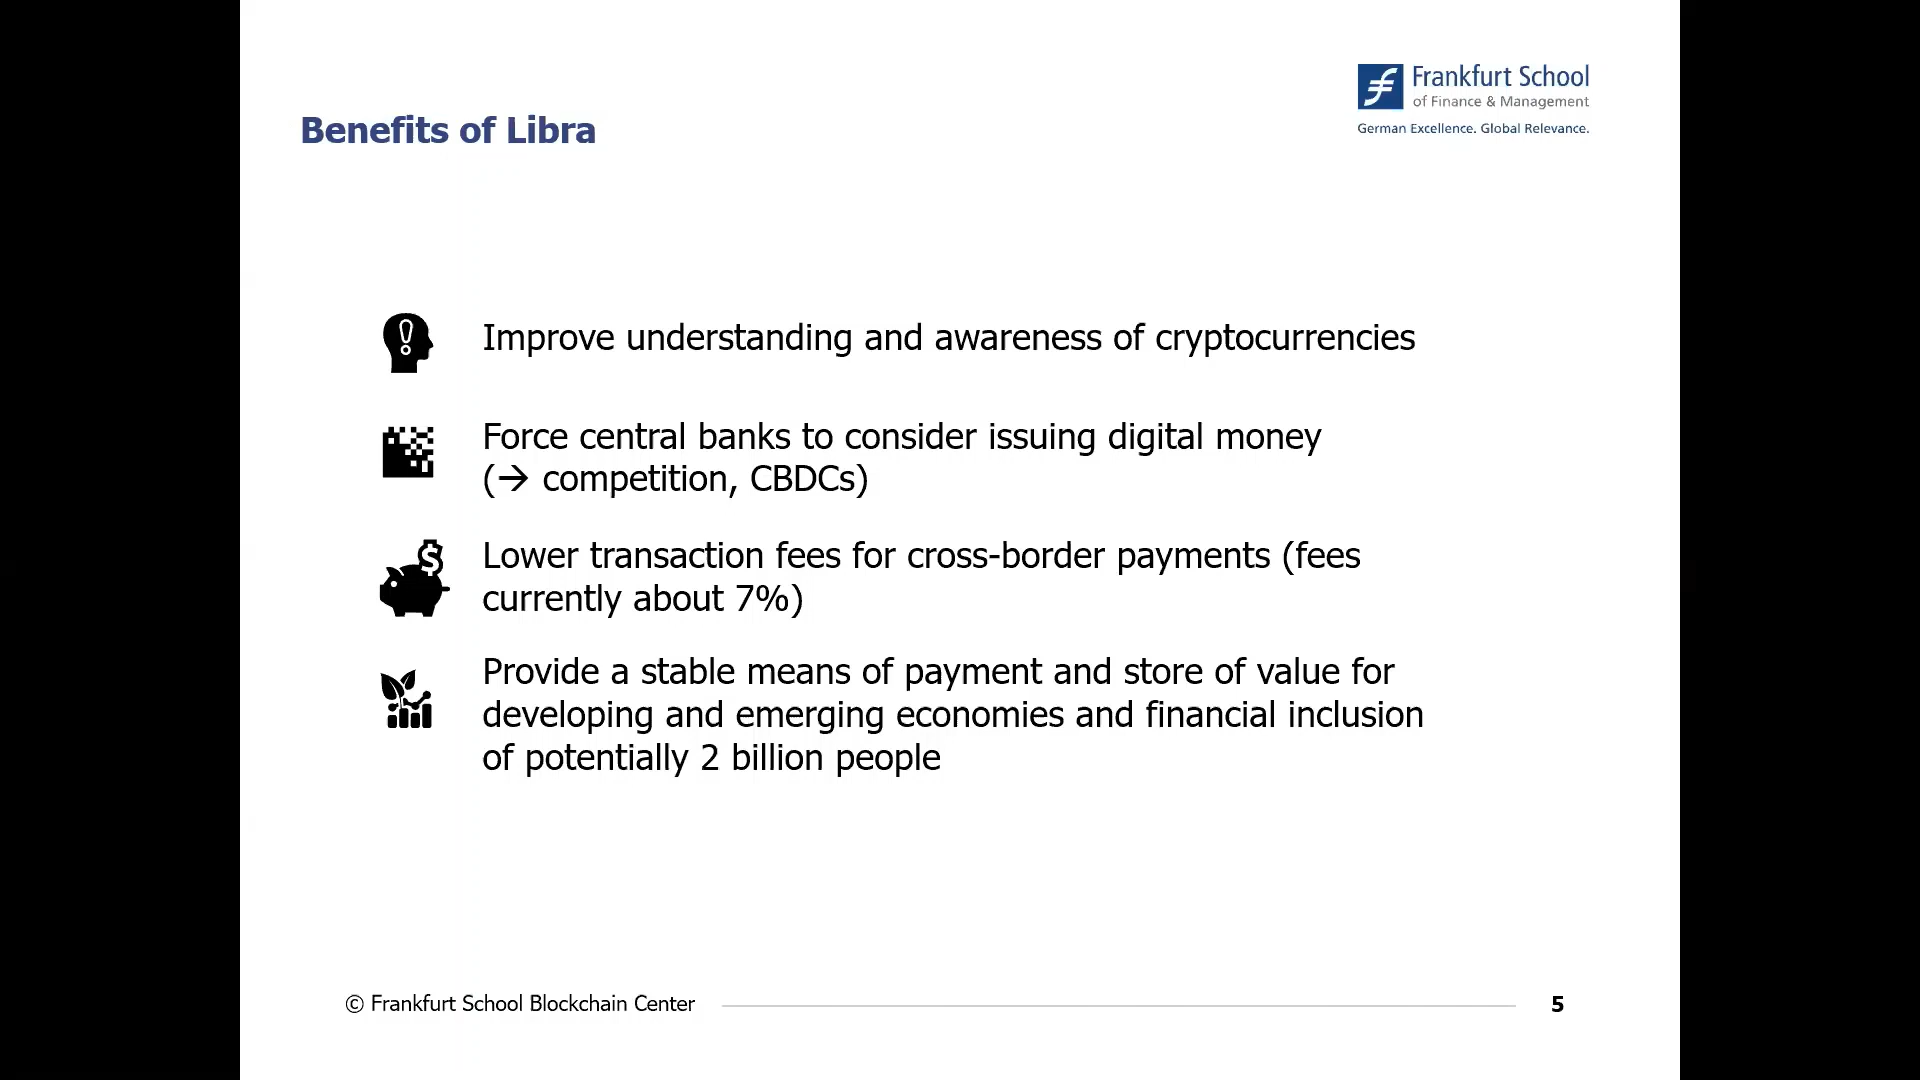 Frankfurt School
of Finance & Management
German Excellence. Global Relevance.
Benefits of Libra
Improve understanding and awareness of cryptocurrencies
Force central banks to consider issuing digital money
(→ competition, CBDCs)
Lower transaction fees for cross-border payments (fees
currently about 7%)
Provide a stable means of payment and store of value for
developing and emerging economies and financial inclusion
of potentially 2 billion people
© Frankfurt School Blockchain Center
5